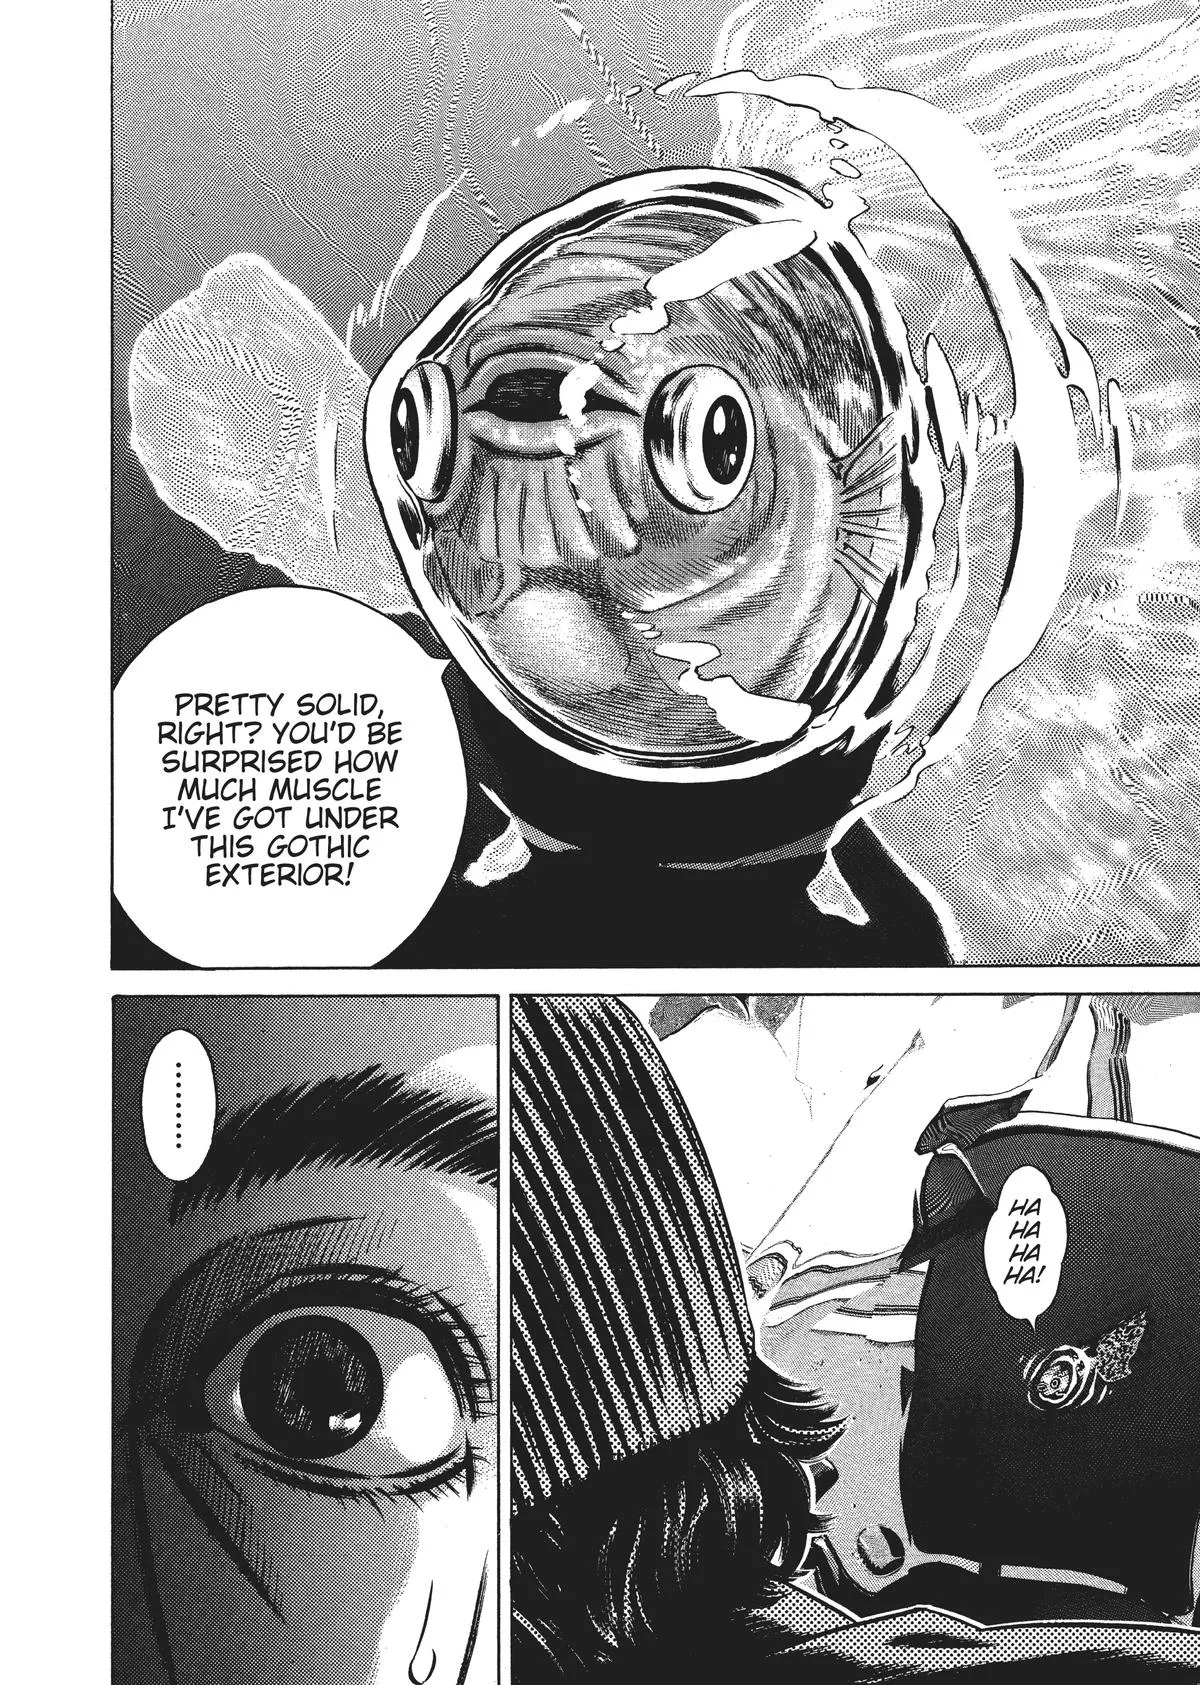 PRETTY SOLID,
RIGHT? YOU'D BE
SURPRISED HOW
MUCH MUSCLE
I'VE GOT UNDER
THIS GOTHIC
EXTERIOR!
HA
HA
HA
HA!
.........